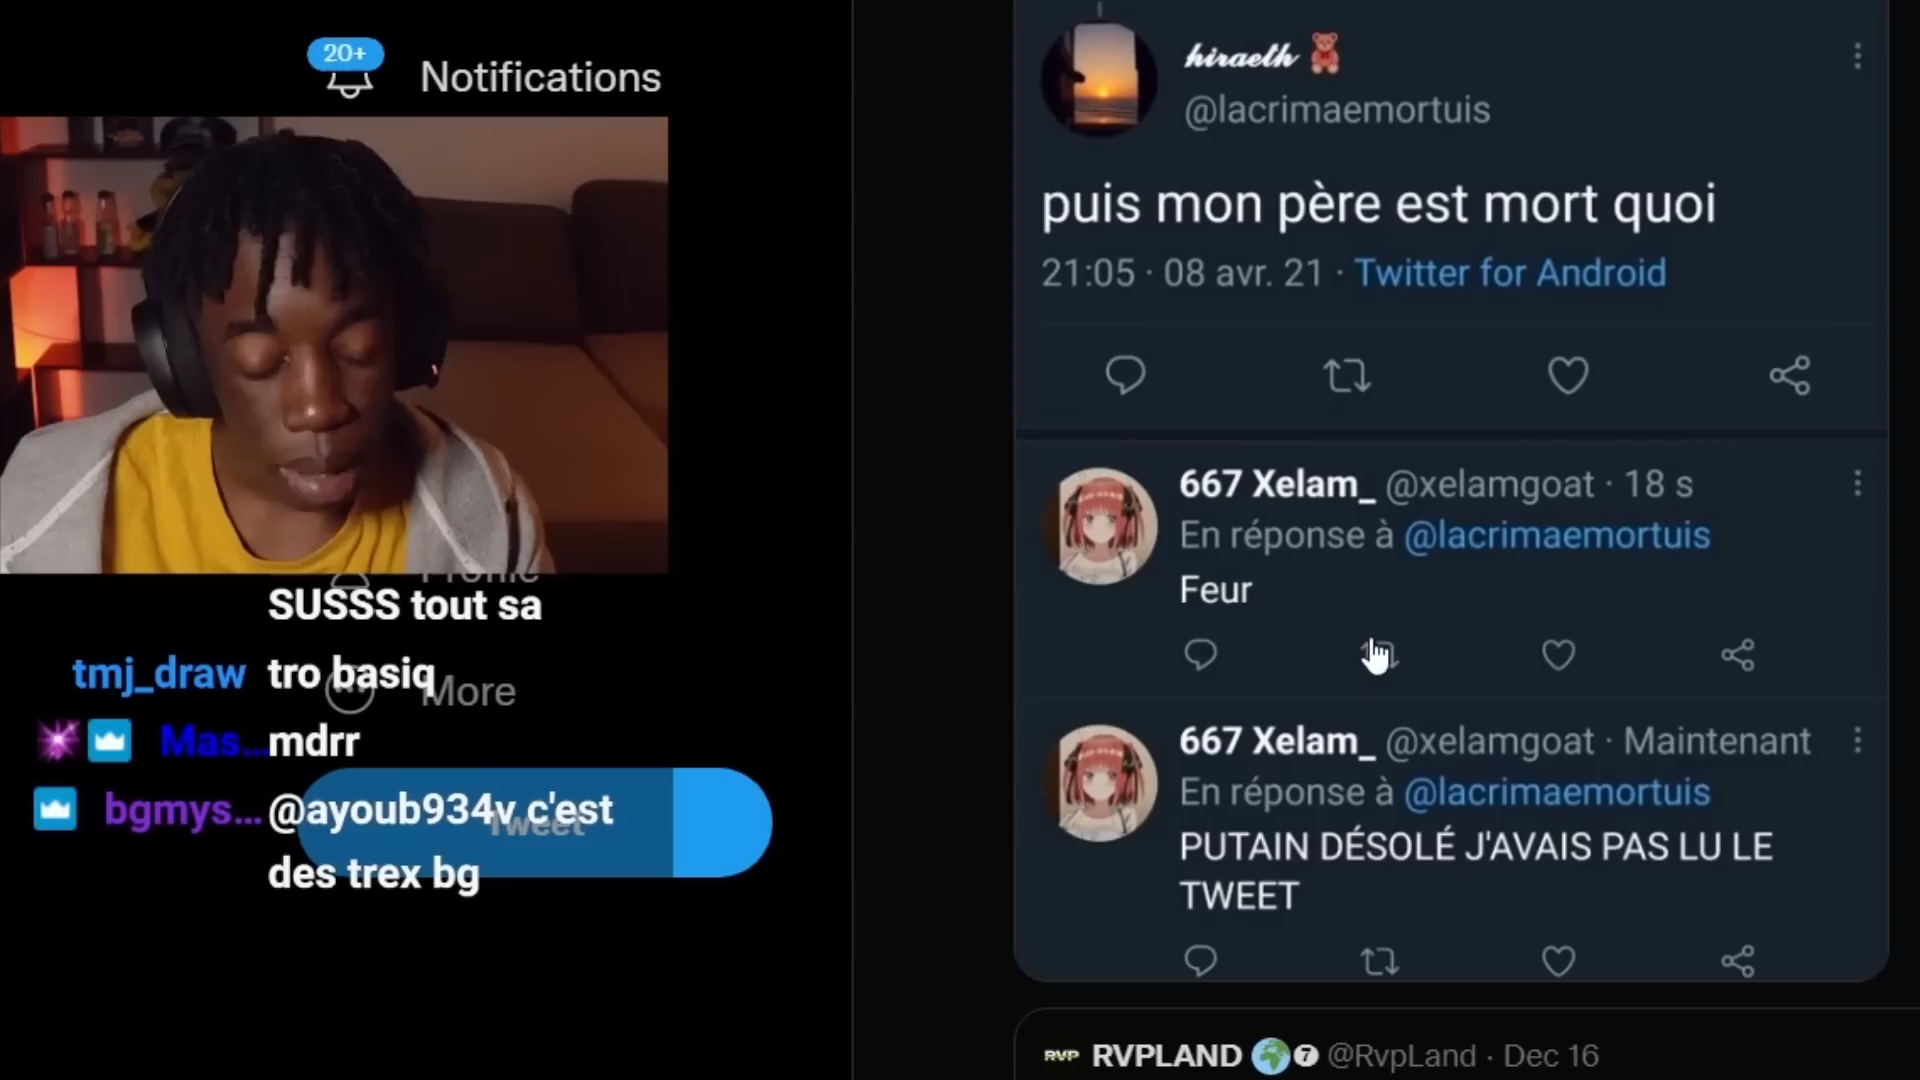 20+
Notifications
SUSSS tout sa
tmj_draw tro basiq
More
Mas... mdrr
bgmys... @ayoub934v c'est
Tweet
des trex bg
hiraeth
@lacrimaemortuis
puis mon père est mort quoi
21:05 · 08 avr. 21 · Twitter for Android
667 Xelam_ @xelamgoat · 18 s
En réponse à @lacrimaemortuis
Feur
667 Xelam_ @xelamgoat · Maintenant
En réponse à @lacrimaemortuis
PUTAIN DÉSOLÉ J'AVAIS PAS LU LE
TWEET
RVP RVPLAND 7 @RvpLand · Dec 16